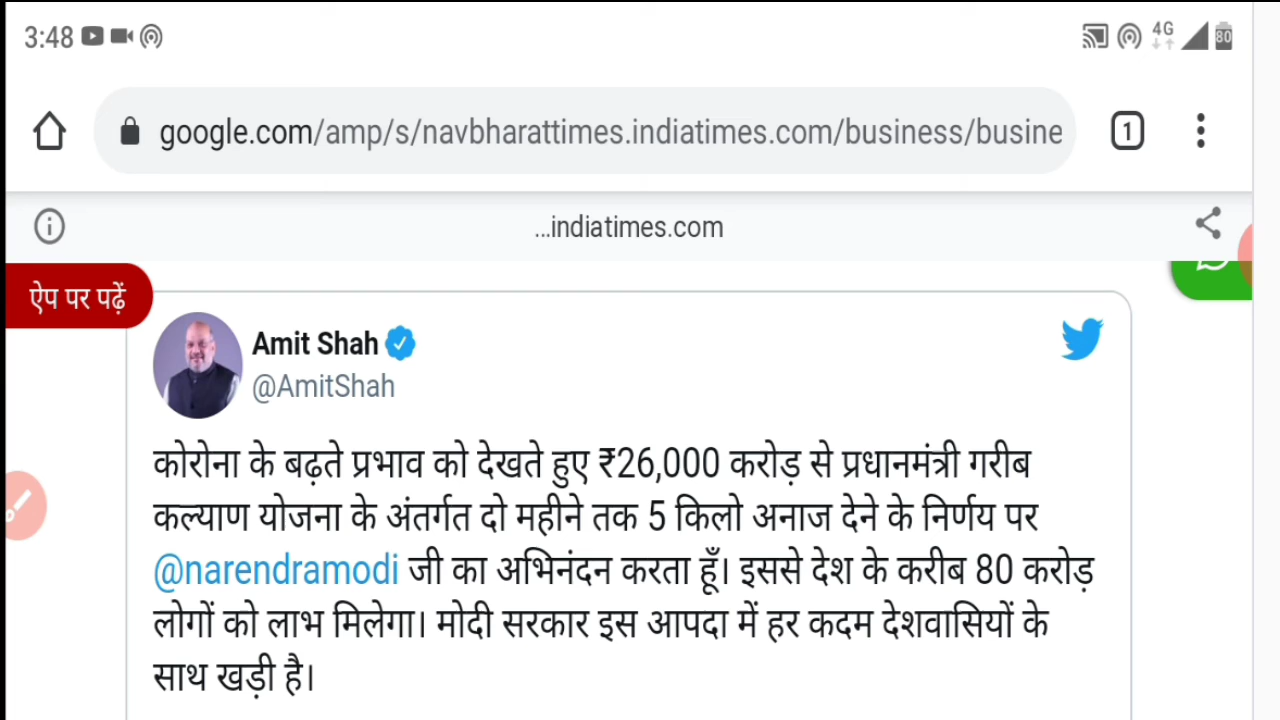 3:48
4G
80
google.com/amp/s/navbharattimes.indiatimes.com/business/busine
1
...indiatimes.com
ऐप पर पढ़ें
Amit Shah
@AmitShah
कोरोना के बढ़ते प्रभाव को देखते हुए ₹26,000 करोड़ से प्रधानमंत्री गरीब
कल्याण योजना के अंतर्गत दो महीने तक 5 किलो अनाज देने के निर्णय पर
@narendramodi जी का अभिनंदन करता हूँ। इससे देश के करीब 80 करोड़
लोगों को लाभ मिलेगा। मोदी सरकार इस आपदा में हर कदम देशवासियों के
साथ खड़ी है।